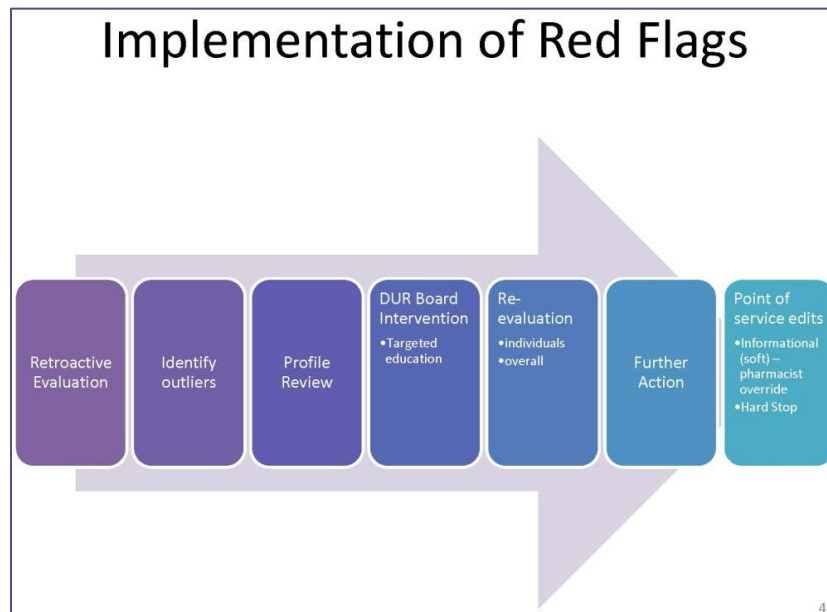 Implementation of Red Flags
Retroactive
Evaluation
Identify
outliers
Profile
Review
DUR Board
Intervention
•Targeted
education
Re-
evaluation
•individuals
•overall
Further
Action
Point of
service edits
•Informational
(soft) –
pharmacist
override
•Hard Stop
4